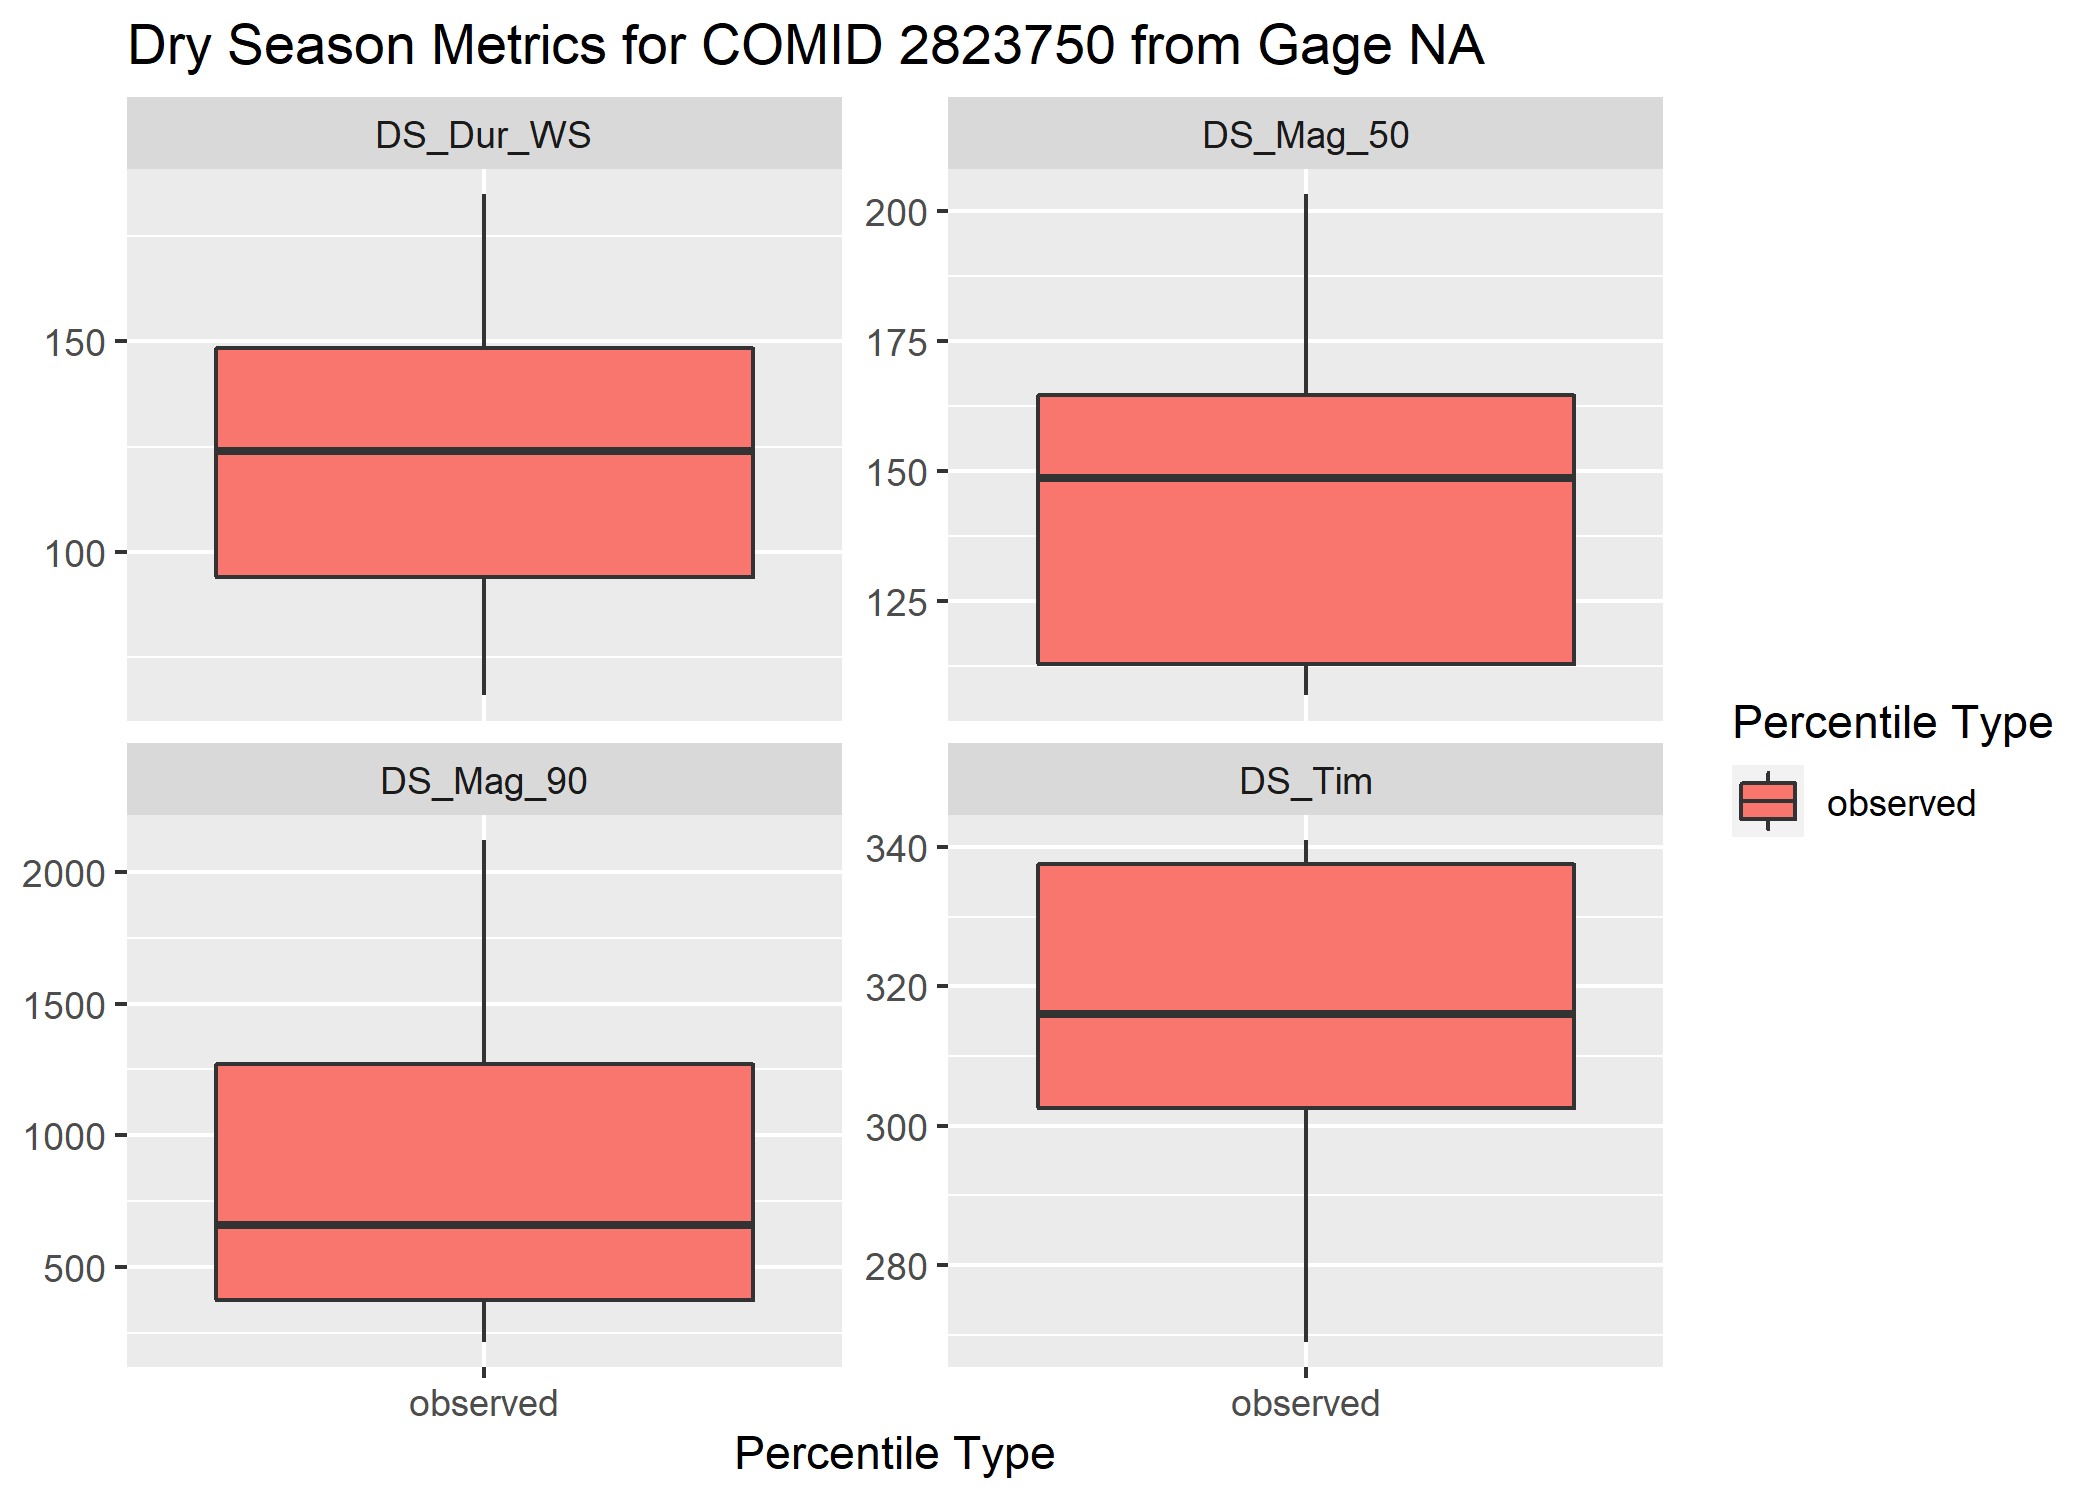 Dry Season Metrics for COMID 2823750 from Gage NA
DS_Dur_WS
150
100
DS_Mag_50
200
175
150
125
DS_Mag_90
2000
1500
1000
500
observed
DS_Tim
340
320
300
280
observed
Percentile Type
Percentile Type
observed